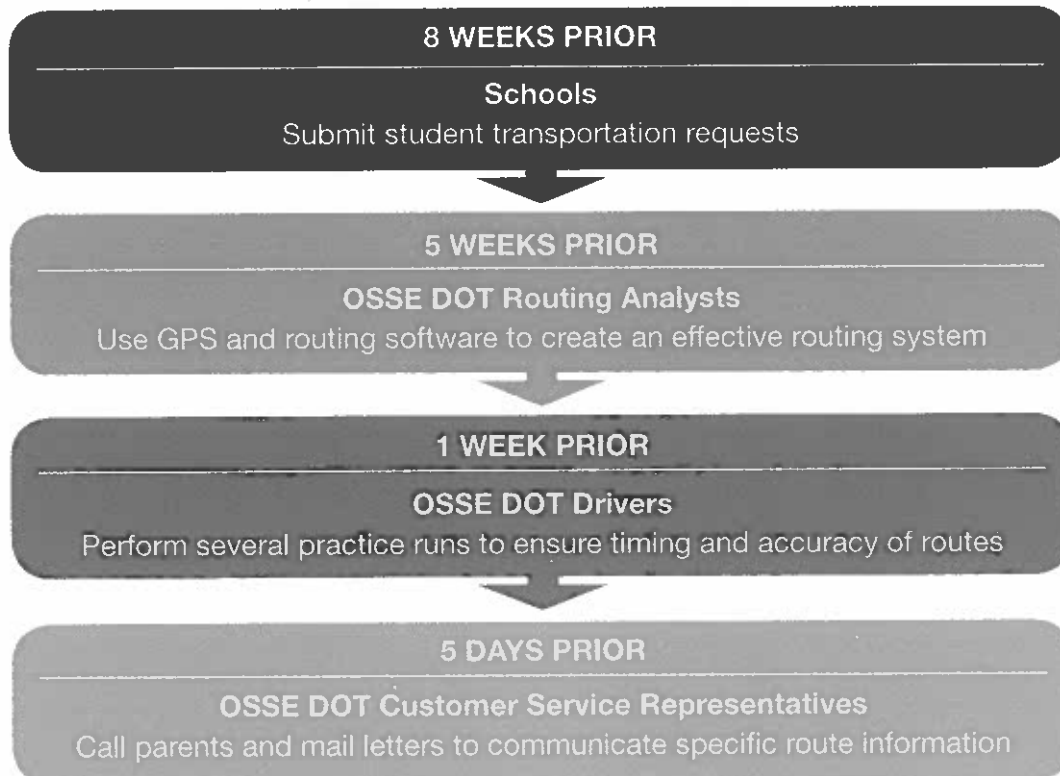 8 WEEKS PRIOR
Schools
Submit student transportation requests
5 WEEKS PRIOR
OSSE DOT Routing Analysts
Use GPS and routing software to create an effective routing system
1 WEEK PRIOR
OSSE DOT Drivers
Perform several practice runs to ensure timing and accuracy of routes
5 DAYS PRIOR
OSSE DOT Customer Service Representatives
Call parents and mail letters to communicate specific route information